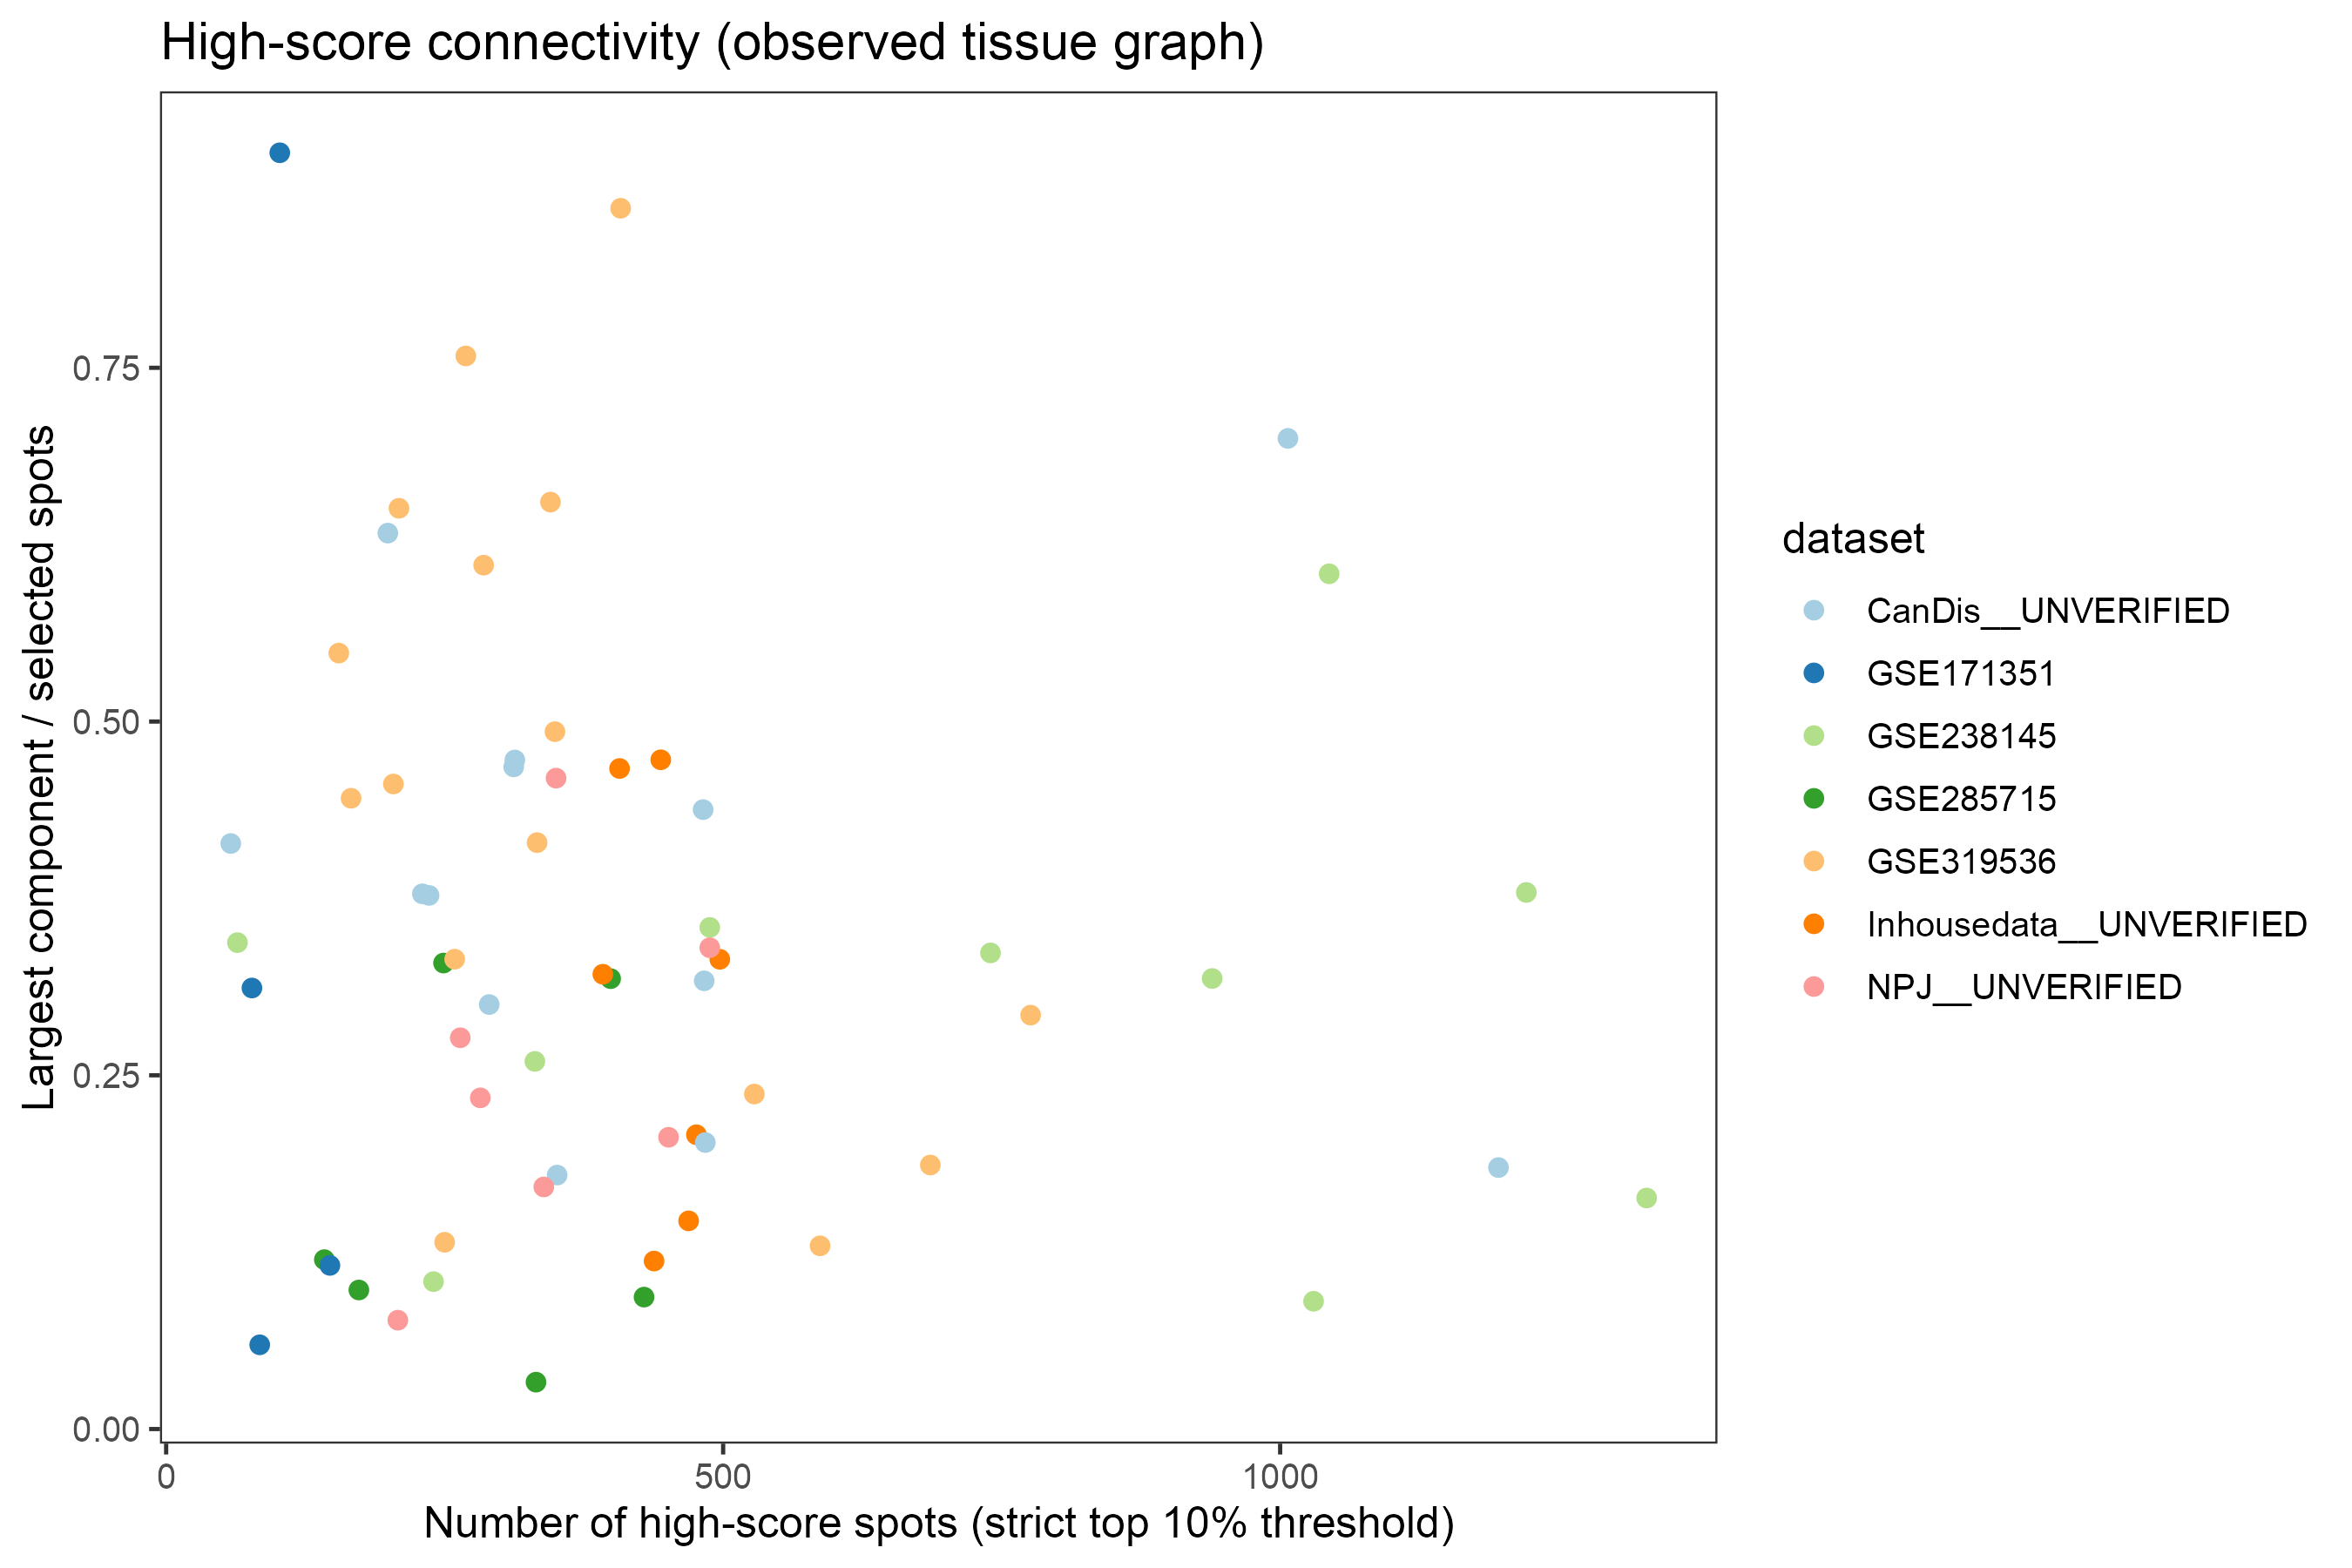 High-score connectivity (observed tissue graph)
Largest component / selected spots
0.75
0.50
0.25
0.00
0
500
1000
Number of high-score spots (strict top 10% threshold)
dataset
CanDis__UNVERIFIED
GSE171351
GSE238145
GSE285715
GSE319536
Inhousedata__UNVERIFIED
NPJ__UNVERIFIED